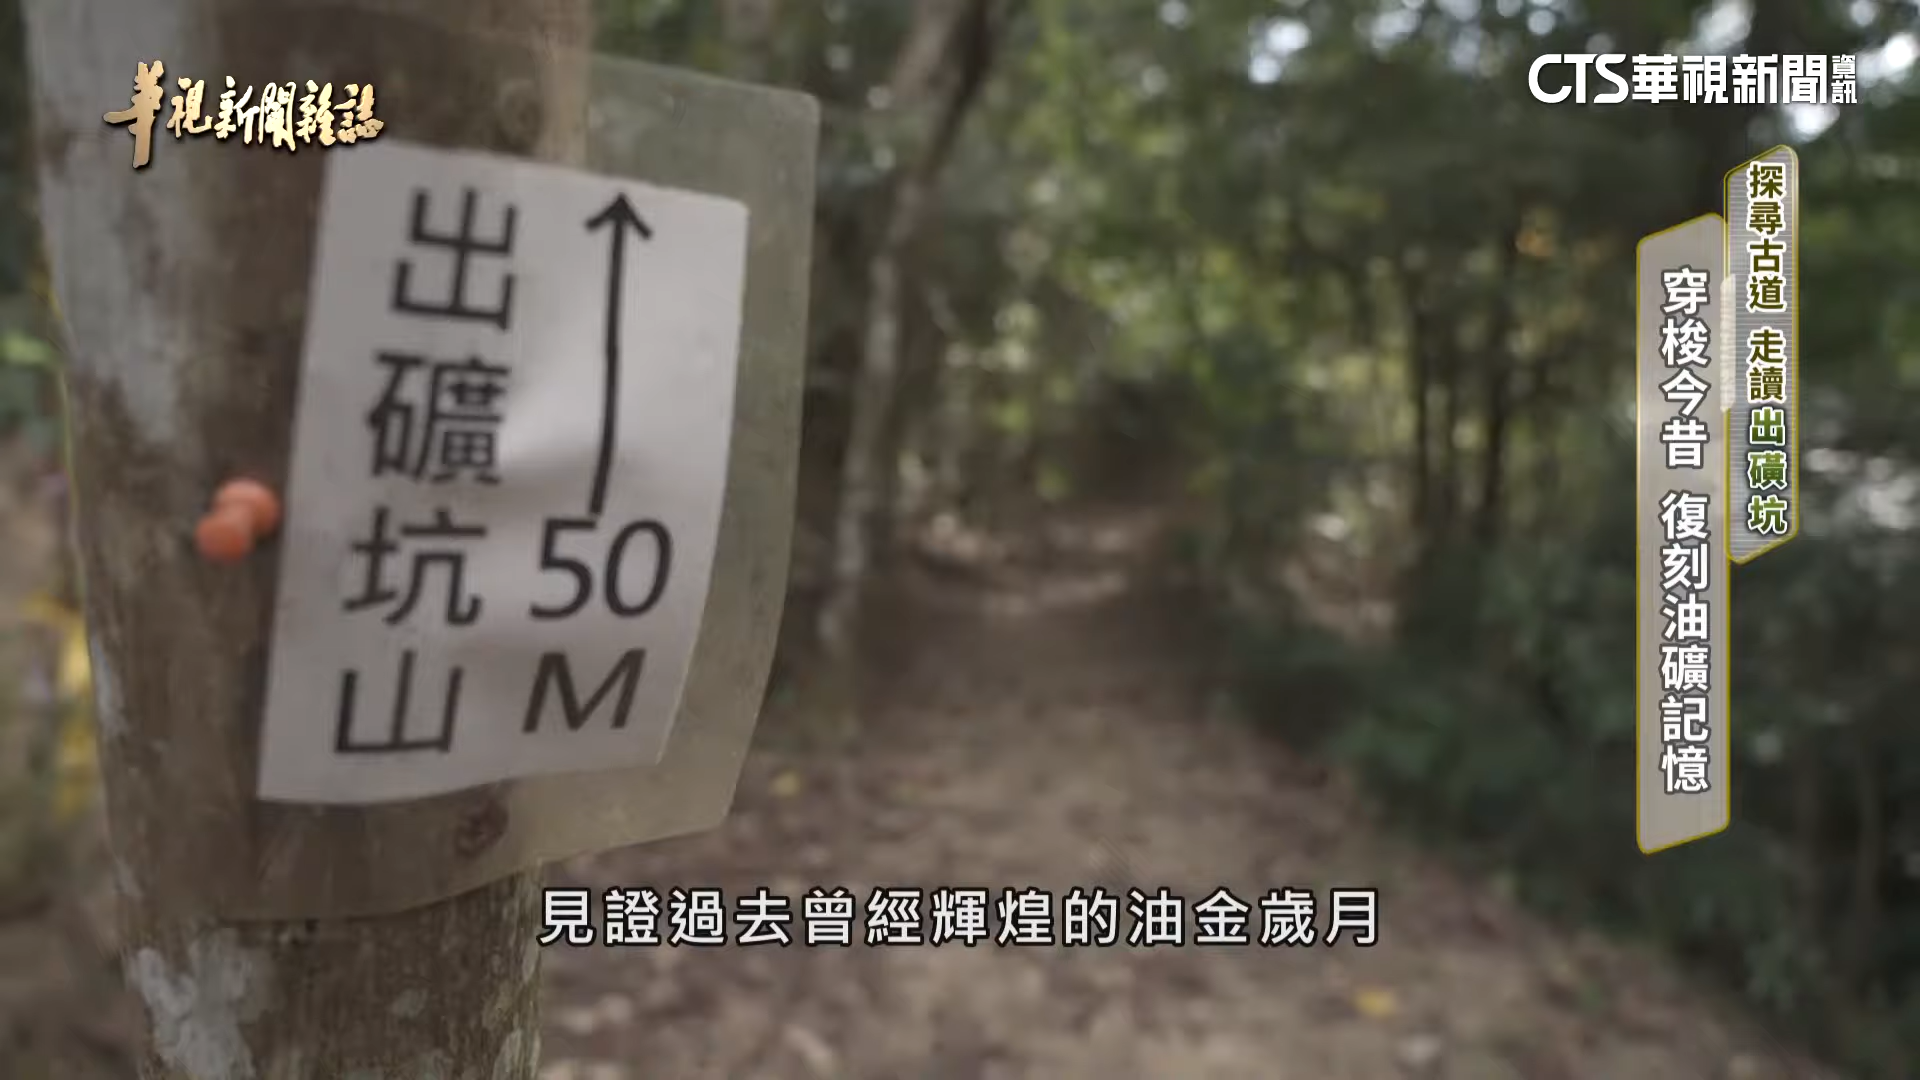 華視新聞雜誌
CTS華視新聞資訊
探尋古道 走讀出磺坑
穿梭今昔 復刻油礦記憶
出礦坑山
50
M
見證過去曾經輝煌的油金歲月